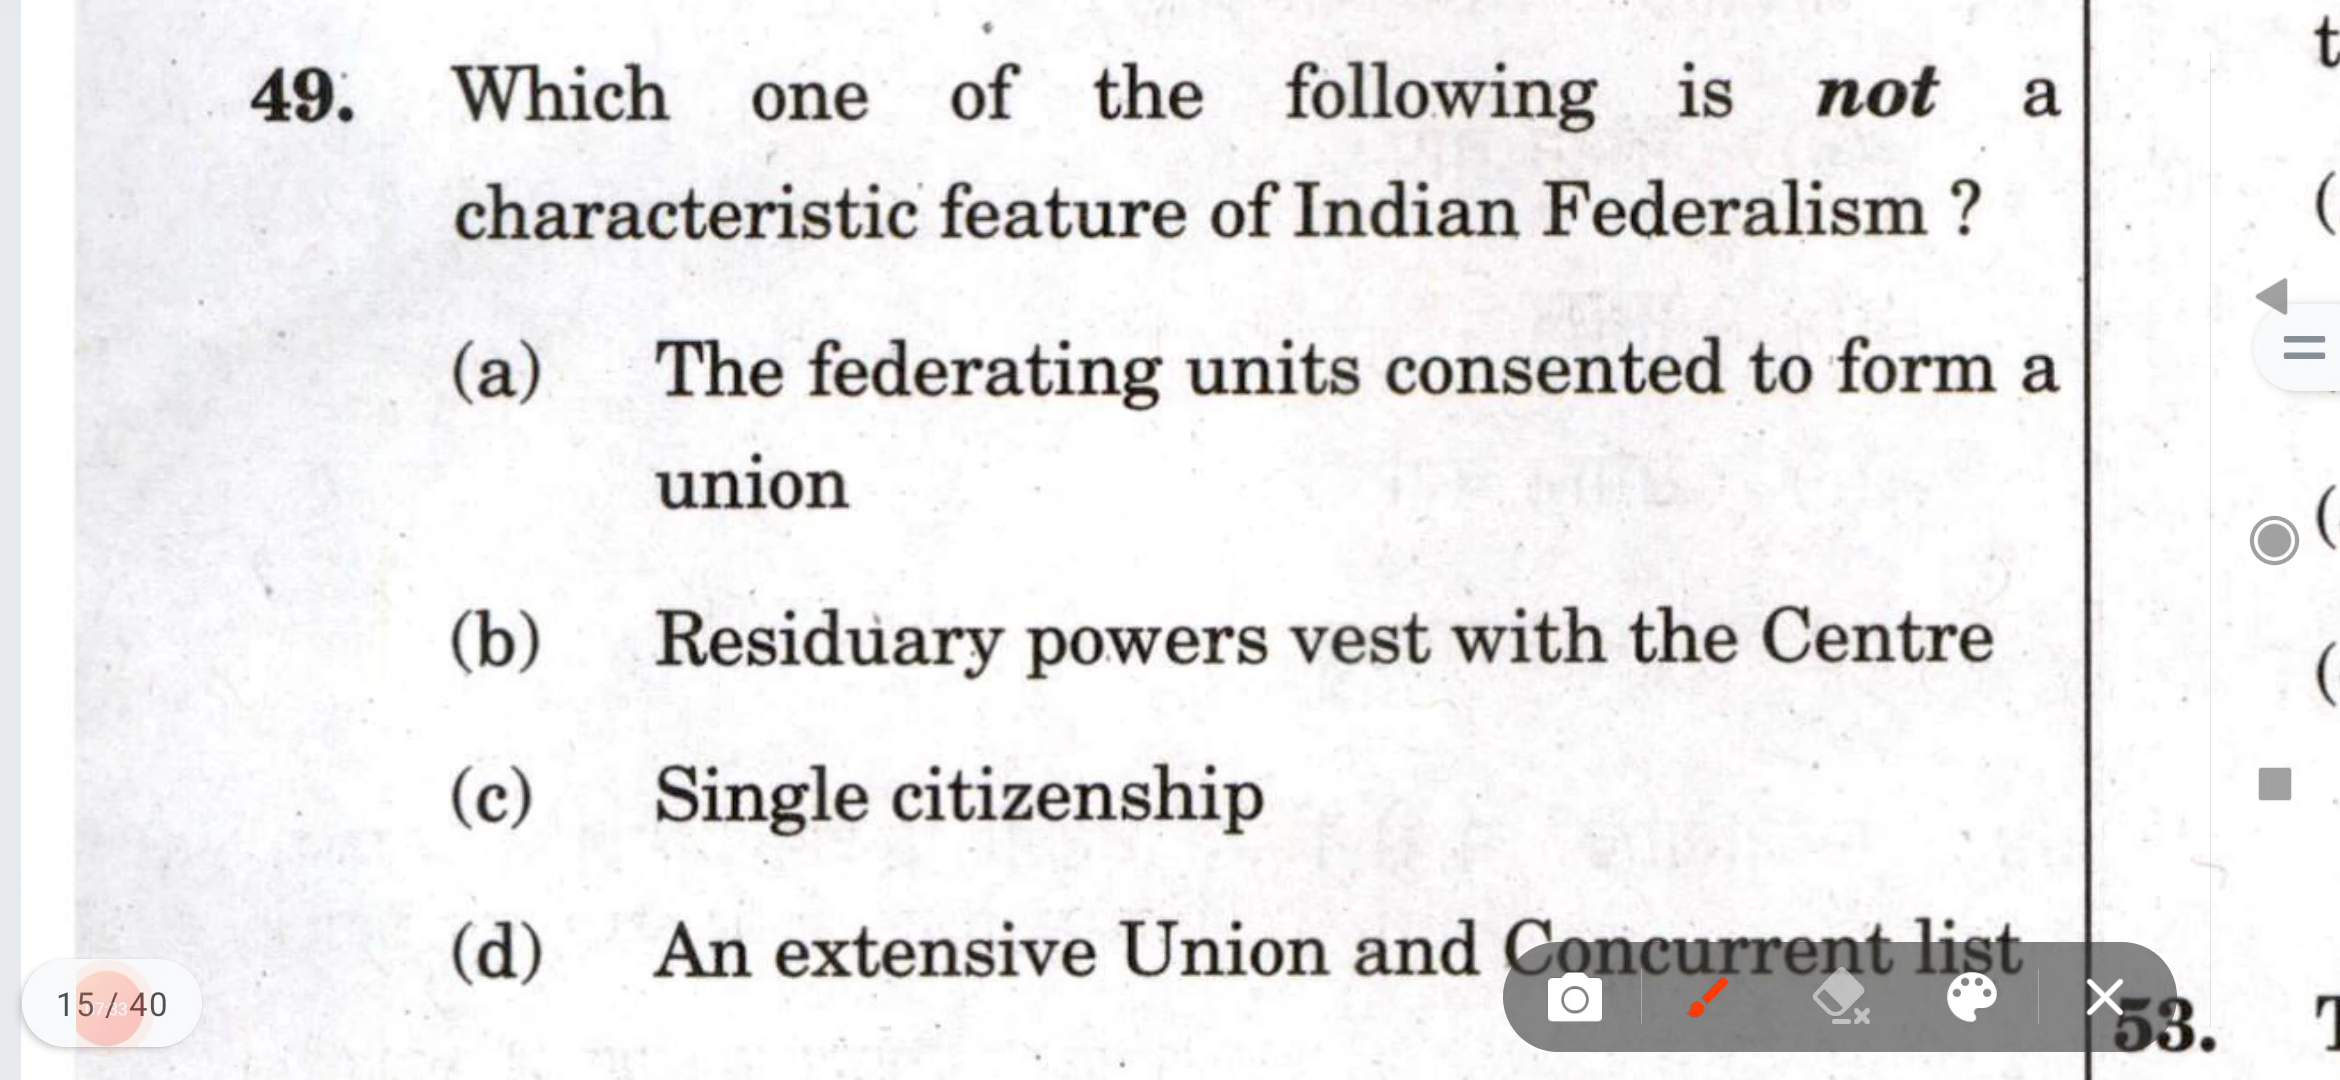 49. Which one of the following is not a
characteristic feature of Indian Federalism ?
(a) The federating units consented to form a
union
(b) Residuary powers vest with the Centre
(c) Single citizenship
(d) An extensive Union and Concurrent list
15 / 40
53.